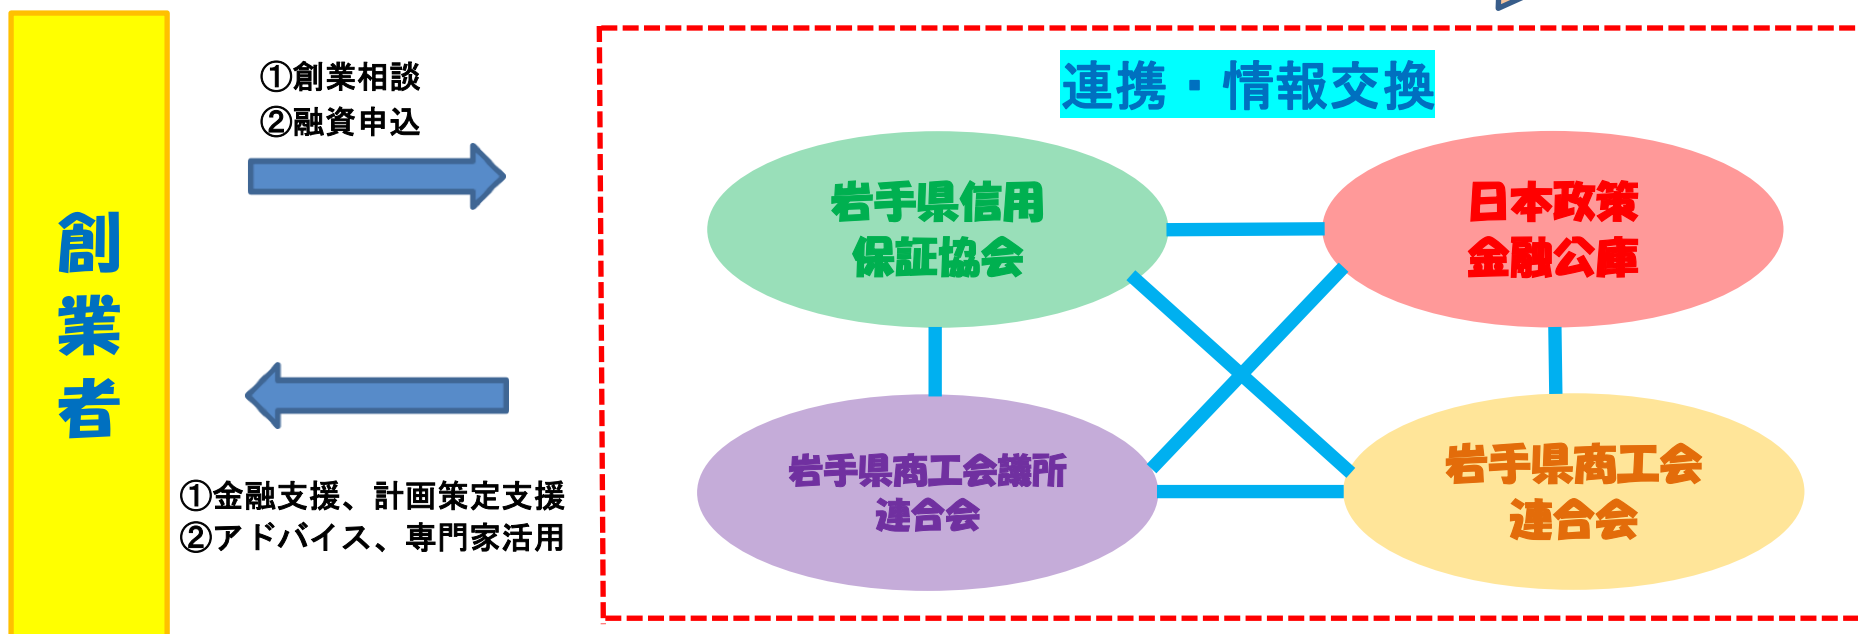 創業者
①創業相談
②融資申込
①金融支援、計画策定支援
②アドバイス、専門家活用
連携・情報交換
岩手県信用
保証協会
日本政策
金融公庫
岩手県商工会議所
連合会
岩手県商工会
連合会